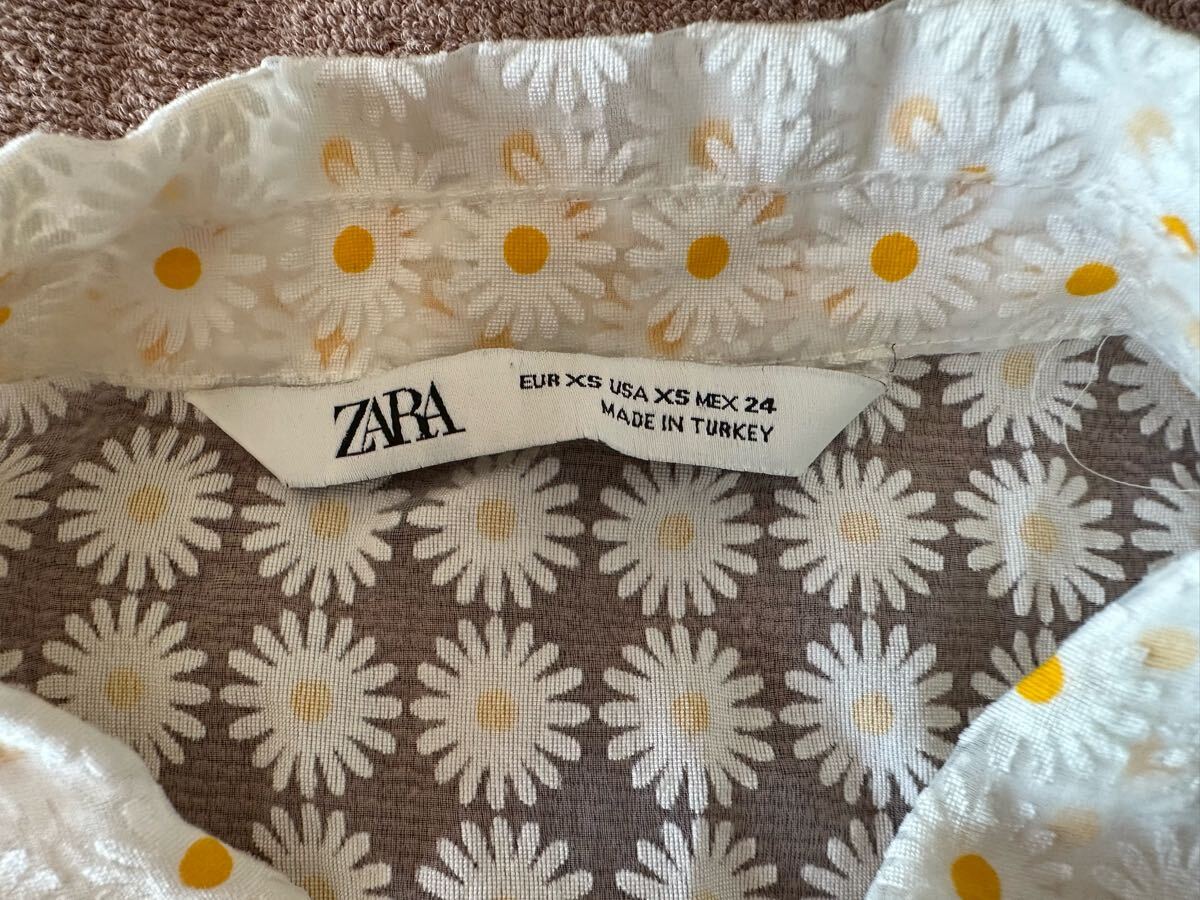 ZARA
EUR XS USA XS MEX 24
MADE IN TURKEY